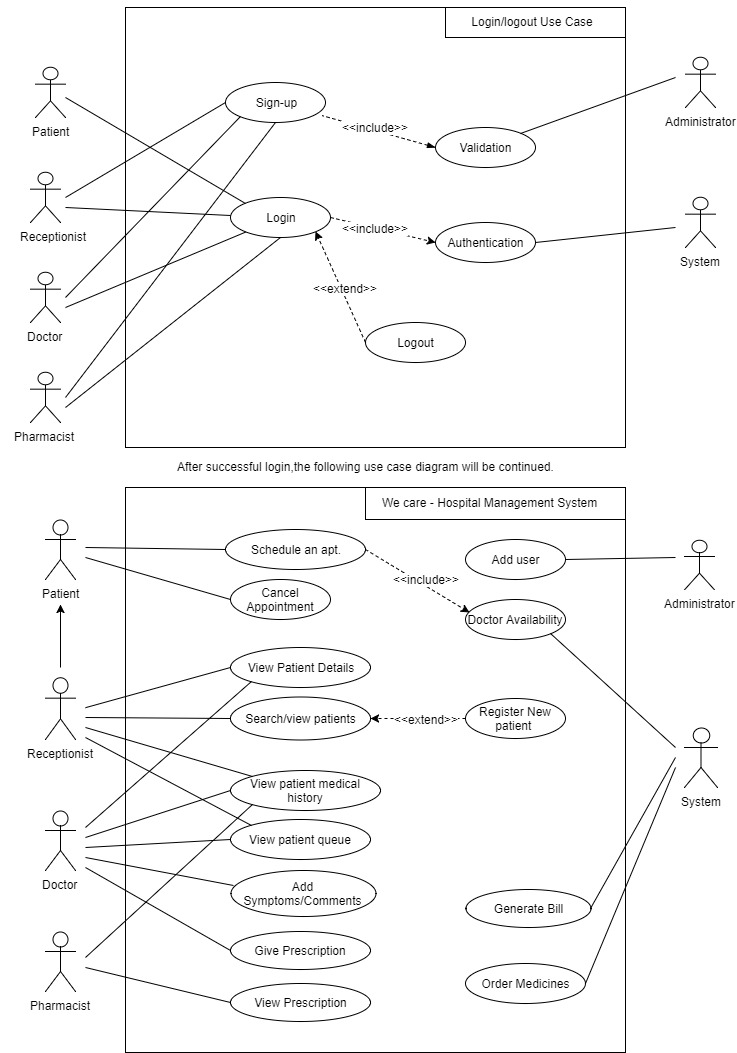 Login/logout Use Case
Patient
Sign-up
<<include>>
Validation
Administrator
Receptionist
Login
<<include>>
Authentication
System
Doctor
<<extend>>
Logout
Pharmacist
After successful login,the following use case diagram will be continued.
We care - Hospital Management System
Patient
Schedule an apt.
<<include>>
Add user
Administrator
Cancel
Appointment
Doctor Availability
Receptionist
View Patient Details
Search/view patients
<<extend>>
Register New
patient
View patient medical
history
System
Doctor
View patient queue
Add
Symptoms/Comments
Generate Bill
Give Prescription
Pharmacist
View Prescription
Order Medicines